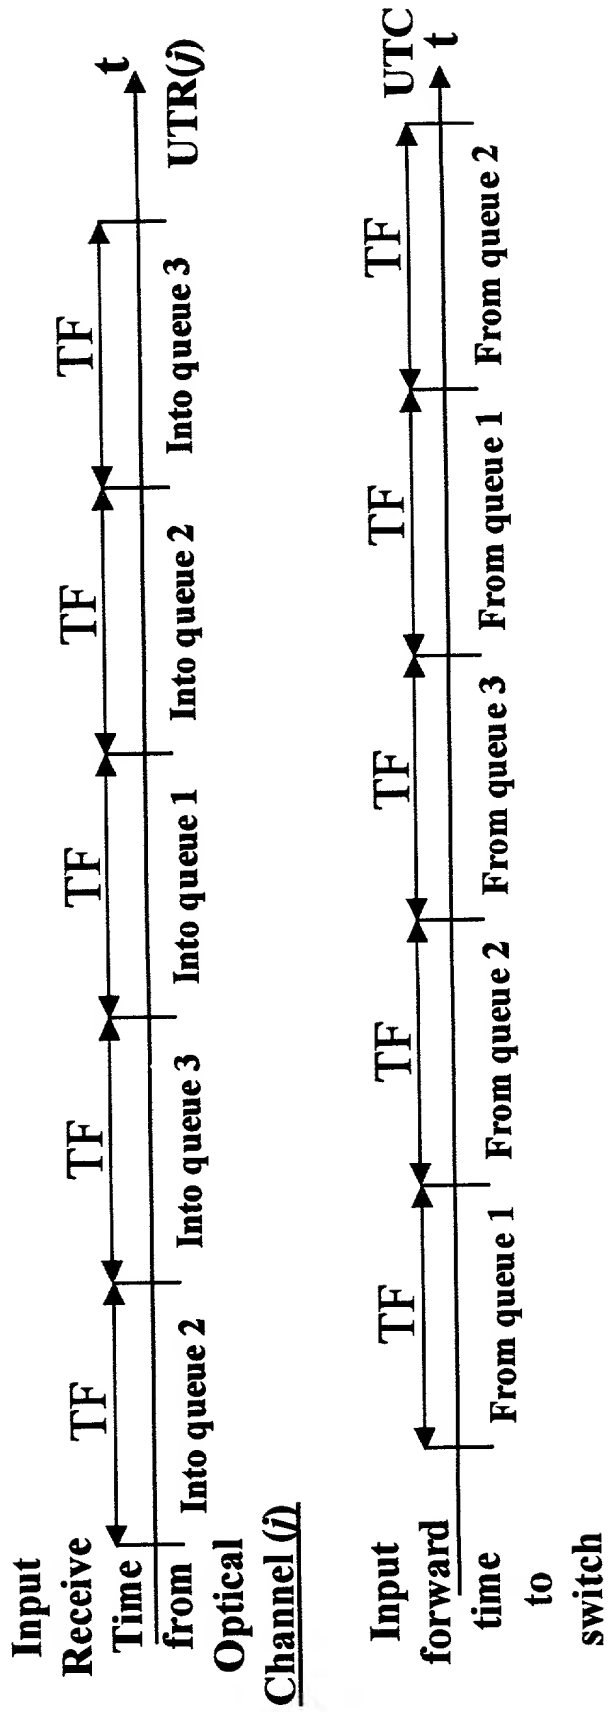 Input
Receive
Time
from
Optical
Channel (j)
TF TF TF TF TF
Into queue 2 Into queue 3 Into queue 1 Into queue 2 Into queue 3
t
UTR(j)
Input
forward
time
to
switch
TF TF TF TF TF
From queue 1 From queue 2 From queue 3 From queue 1 From queue 2
UTC
t